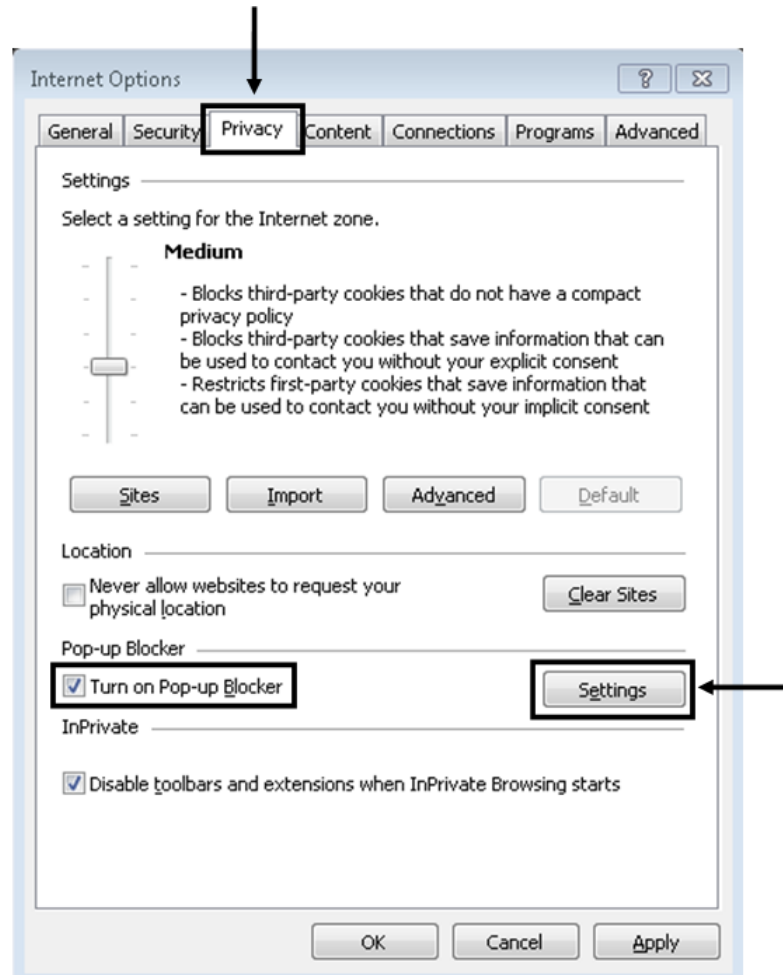 Internet Options
General Security Privacy Content Connections Programs Advanced
Settings
Select a setting for the Internet zone.
Medium
- Blocks third-party cookies that do not have a compact
privacy policy
- Blocks third-party cookies that save information that can
be used to contact you without your explicit consent
- Restricts first-party cookies that save information that
can be used to contact you without your implicit consent
Sites Import Advanced Default
Location
Never allow websites to request your
physical location
Clear Sites
Pop-up Blocker
Turn on Pop-up Blocker Settings
InPrivate
Disable toolbars and extensions when InPrivate Browsing starts
OK Cancel Apply